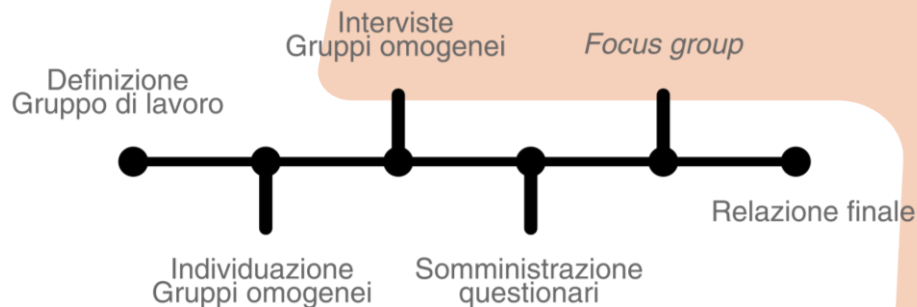 Definizione
Gruppo di lavoro
Individuazione
Gruppi omogenei
Interviste
Gruppi omogenei
Somministrazione
questionari
Focus group
Relazione finale